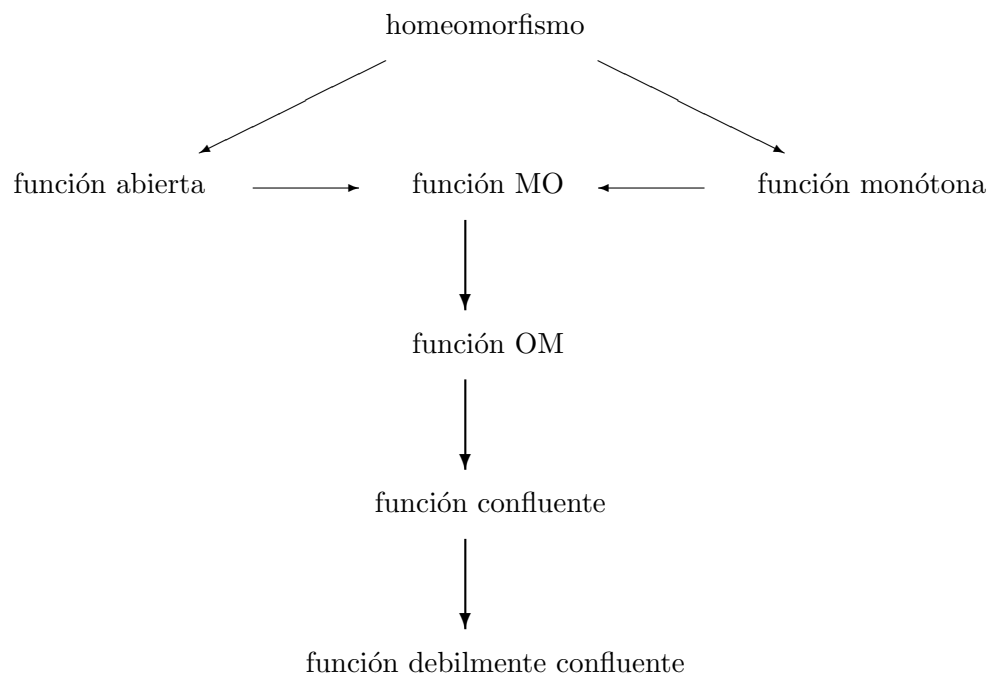 homeomorfismo
función abierta
función MO
función monótona
función OM
función confluente
función debilmente confluente